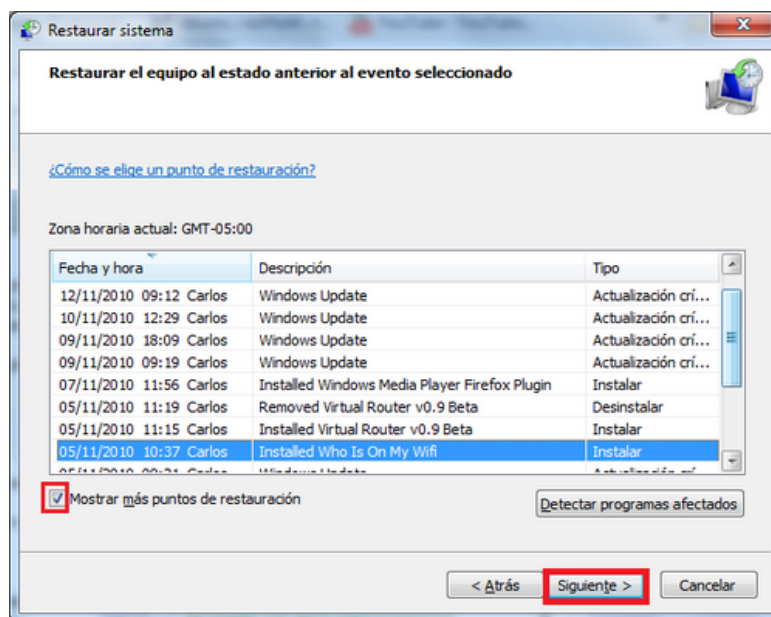 Restaurar sistema
Restaurar el equipo al estado anterior al evento seleccionado
¿Cómo se elige un punto de restauración?
Zona horaria actual: GMT-05:00
Fecha y hora Descripción Tipo
12/11/2010 09:12 Carlos Windows Update Actualización crí...
10/11/2010 12:29 Carlos Windows Update Actualización crí...
09/11/2010 18:09 Carlos Windows Update Actualización crí...
09/11/2010 09:19 Carlos Windows Update Actualización crí...
07/11/2010 11:56 Carlos Installed Windows Media Player Firefox Plugin Instalar
05/11/2010 11:19 Carlos Removed Virtual Router v0.9 Beta Desinstalar
05/11/2010 11:15 Carlos Installed Virtual Router v0.9 Beta Instalar
05/11/2010 10:37 Carlos Installed Who Is On My Wifi Instalar
Mostrar más puntos de restauración
Detectar programas afectados
< Atrás Siguiente > Cancelar